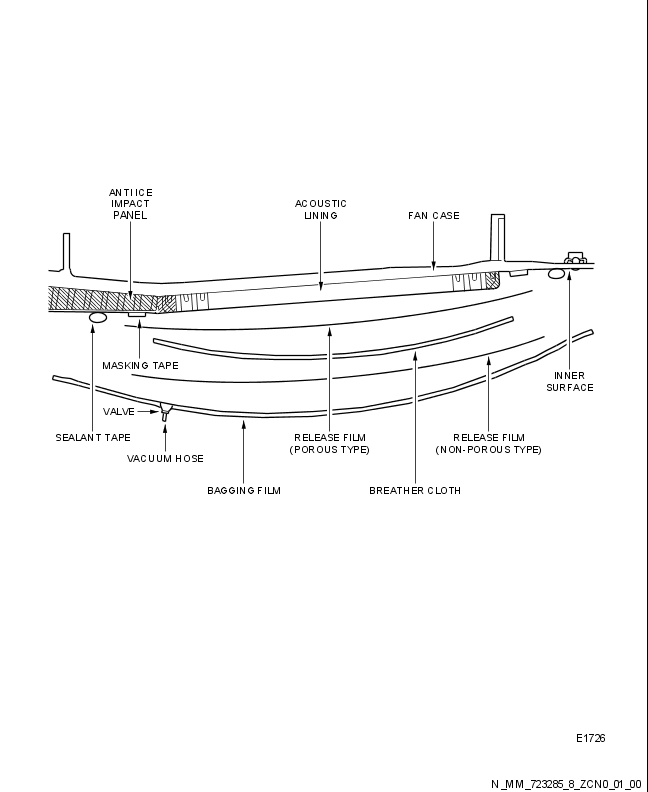 ANTI ICE
IMPACT
PANEL
ACOUSTIC
LINING
FAN CASE
MASKING TAPE
INNER
SURFACE
VALVE
SEALANT TAPE
VACUUM HOSE
RELEASE FILM
(POROUS TYPE)
RELEASE FILM
(NON-POROUS TYPE)
BAGGING FILM
BREATHER CLOTH
E1726
N_MM_723285_8_ZCN0_01_00